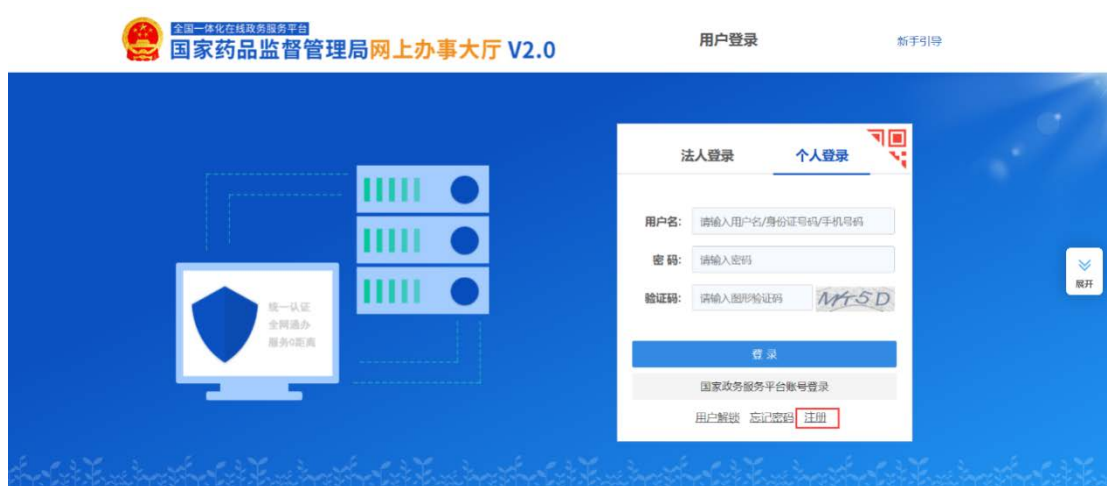 全国一体化在线政务服务平台
国家药品监督管理局网上办事大厅 V2.0
用户登录
新手引导
法人登录 个人登录
用户名: 请输入用户名/身份证号码/手机号码
密 码: 请输入密码
验证码: 请输入图形验证码
登 录
国家政务服务平台账号登录
用户解锁 忘记密码 注册
统一认证
全网通办
服务0距离
展开